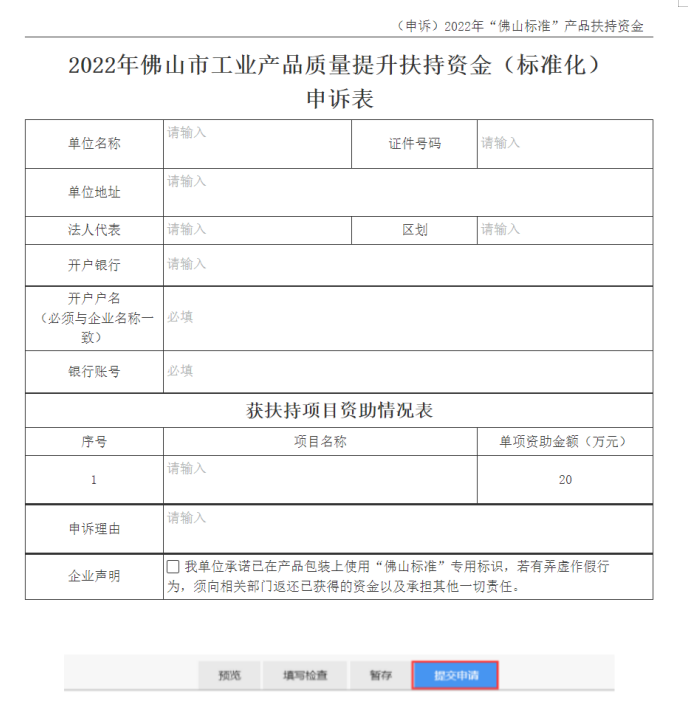 （申诉）2022年“佛山标准”产品扶持资金
2022年佛山市工业产品质量提升扶持资金（标准化）
申诉表
单位名称 请输入 证件号码 请输入
单位地址 请输入
法人代表 请输入 区划 请输入
开户银行 请输入
开户户名
（必须与企业名称一
致）
必填
银行账号 必填
获扶持项目资助情况表
序号 项目名称 单项资助金额（万元）
1 请输入 20
申诉理由 请输入
企业声明
我单位承诺已在产品包装上使用“佛山标准”专用标识，若有弄虚作假行
为，须向相关部门返还已获得的资金以及承担其他一切责任。
预览 填写检查 暂存 提交申请